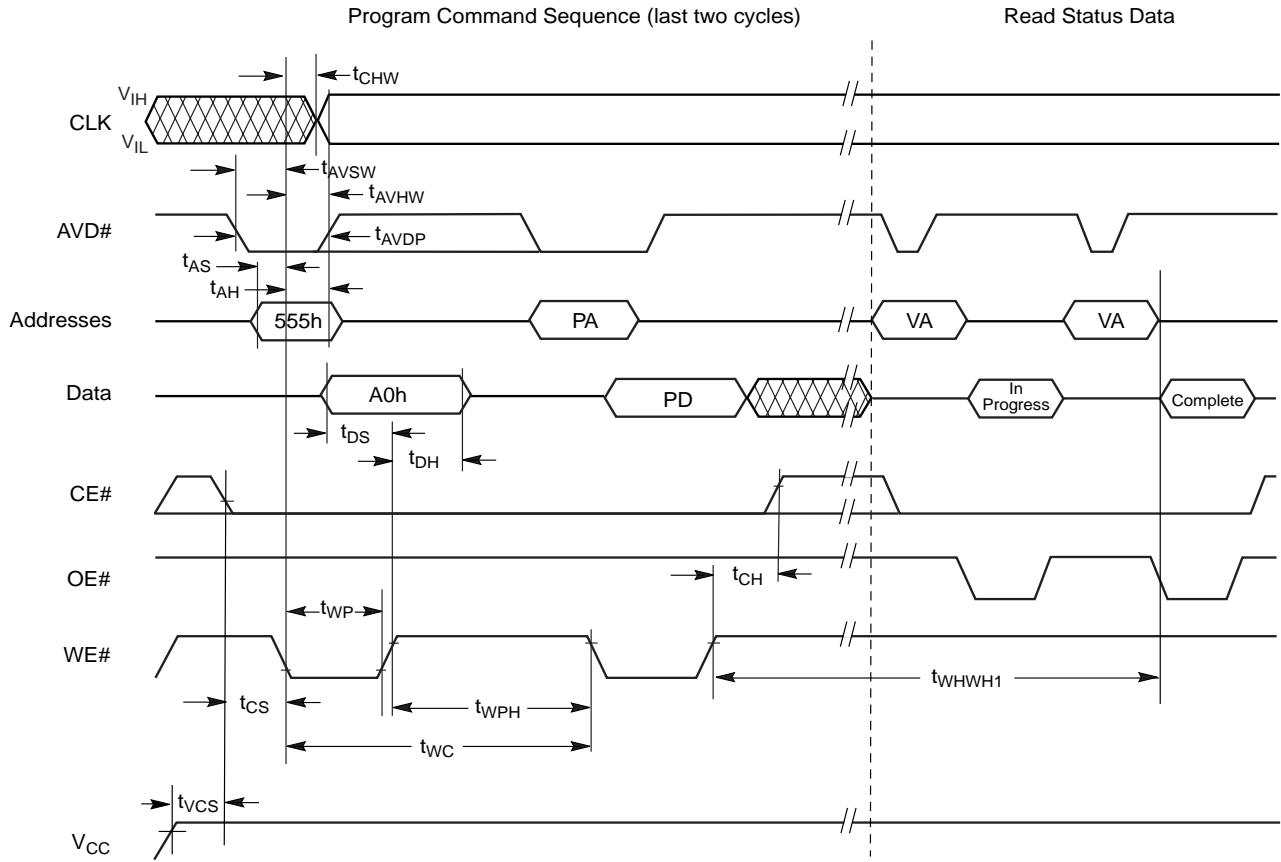 Program Command Sequence (last two cycles)
Read Status Data
tCHW
VIH
CLK
VIL
tAVSW
tAVHW
AVD#
tAVDP
tAS
tAH
Addresses
555h
PA
VA
VA
Data
A0h
PD
In
Progress
Complete
tDS
tDH
CE#
OE#
tCH
tWP
WE#
tWHWH1
tCS
tWPH
tWC
tVCS
VCC